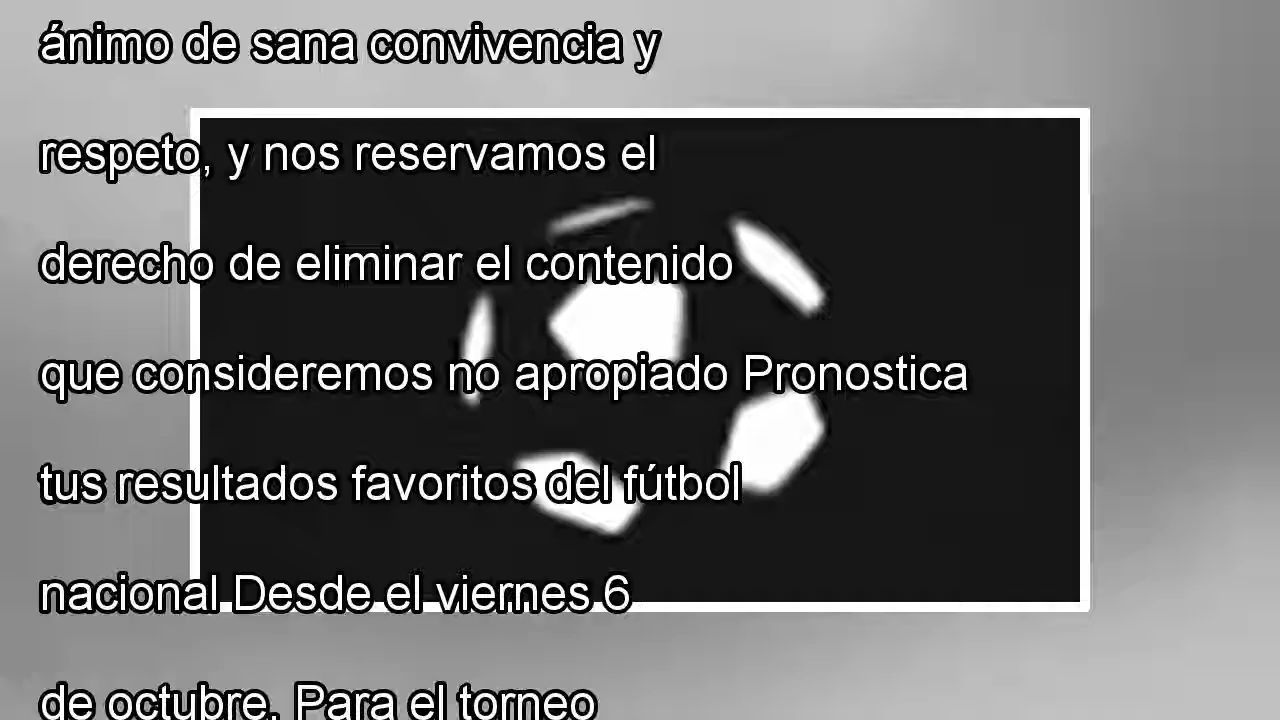 ánimo de sana convivencia y
respeto, y nos reservamos el
derecho de eliminar el contenido
que consideremos no apropiado Pronostica
tus resultados favoritos del fútbol
nacional Desde el viernes 6
de octubre. Para el torneo